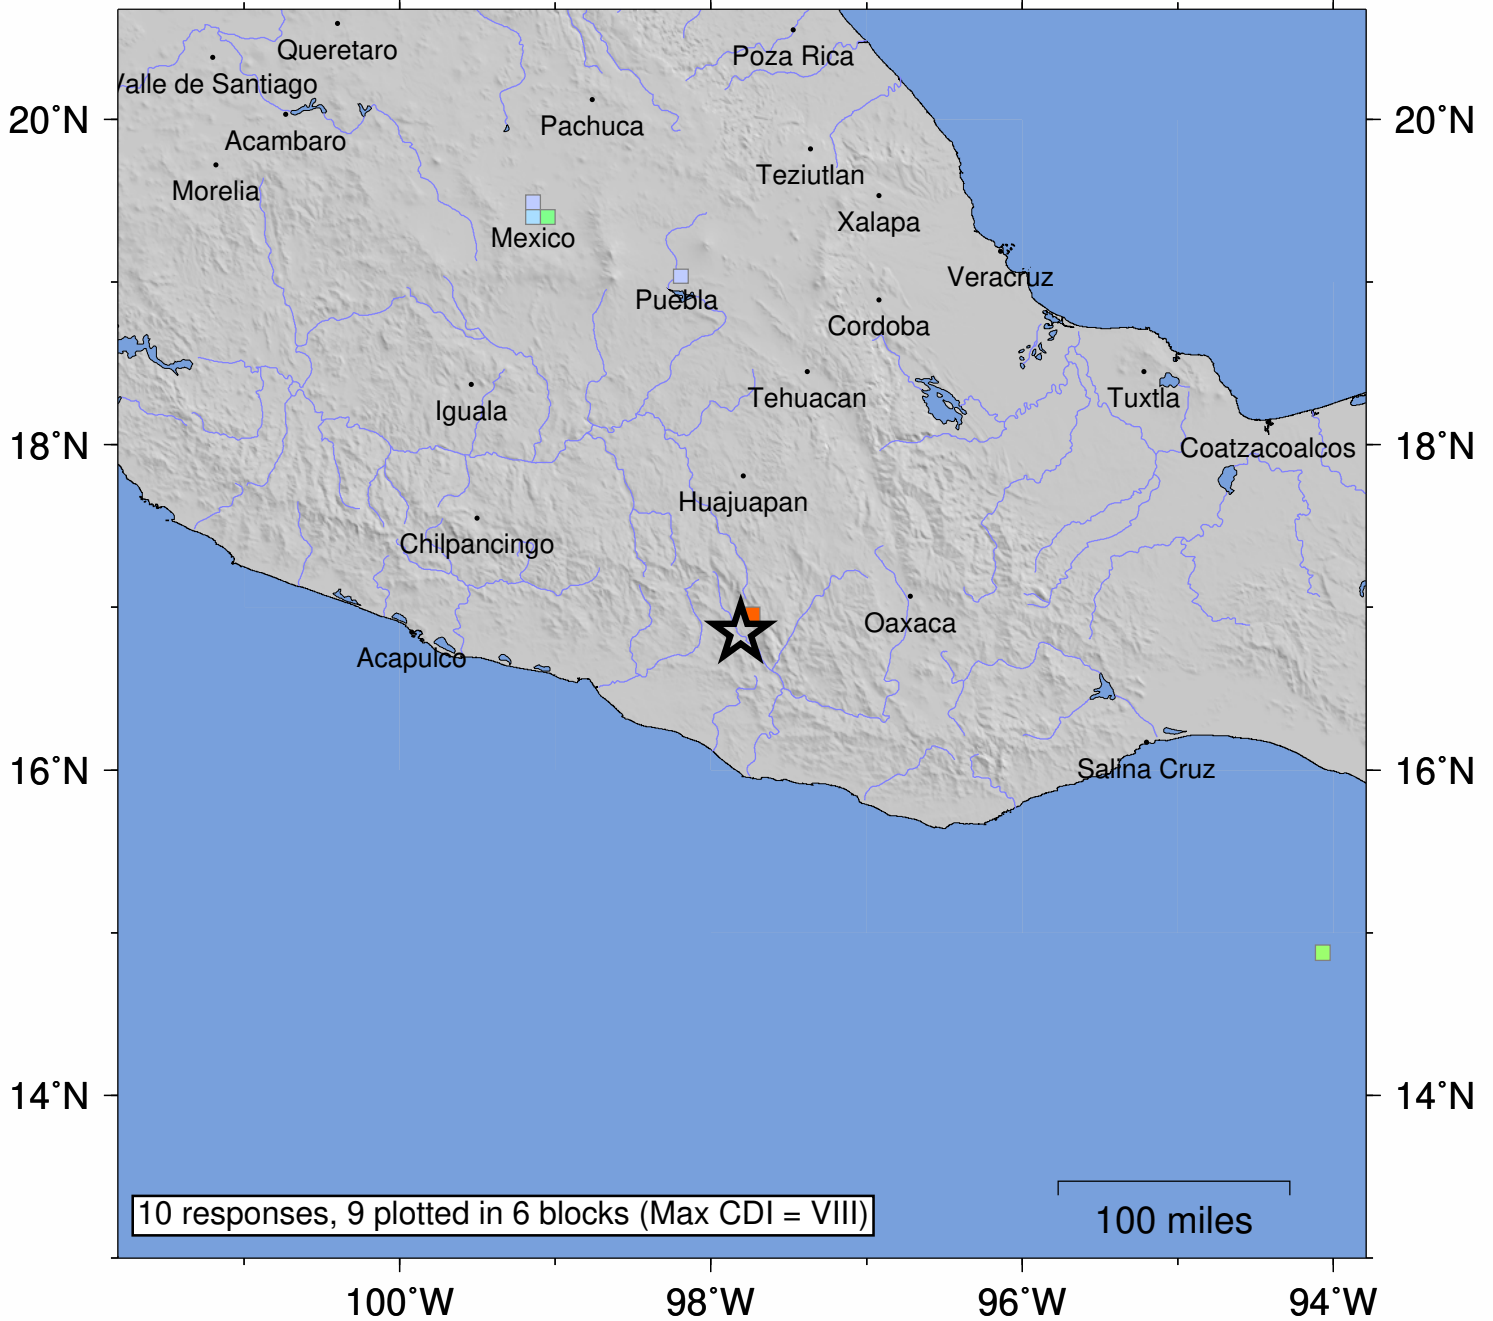 Queretaro
Poza Rica
Valle de Santiago
20°N
20°N
Pachuca
Acambaro
Teziutlan
Morelia
Xalapa
Mexico
Veracruz
Puebla
Cordoba
Tehuacan
Tuxtla
Iguala
18°N
18°N
Coatzacoalcos
Huajuapan
Chilpancingo
Oaxaca
Acapulco
16°N
Salina Cruz
16°N
14°N
14°N
10 responses, 9 plotted in 6 blocks (Max CDI = VIII)
100 miles
100°W
98°W
96°W
94°W